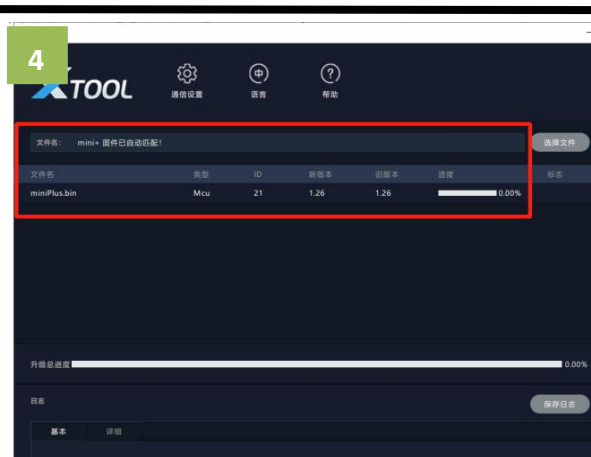 4
XTOOL
通信设置 语言 帮助
文件名： mini+ 固件已自动匹配！ 选择文件
文件名 类型 ID 新版本 旧版本 进度 标志
miniPlus.bin Mcu 21 1.26 1.26 0.00%
升级总进度 0.00%
日志 保存日志
基本 详细